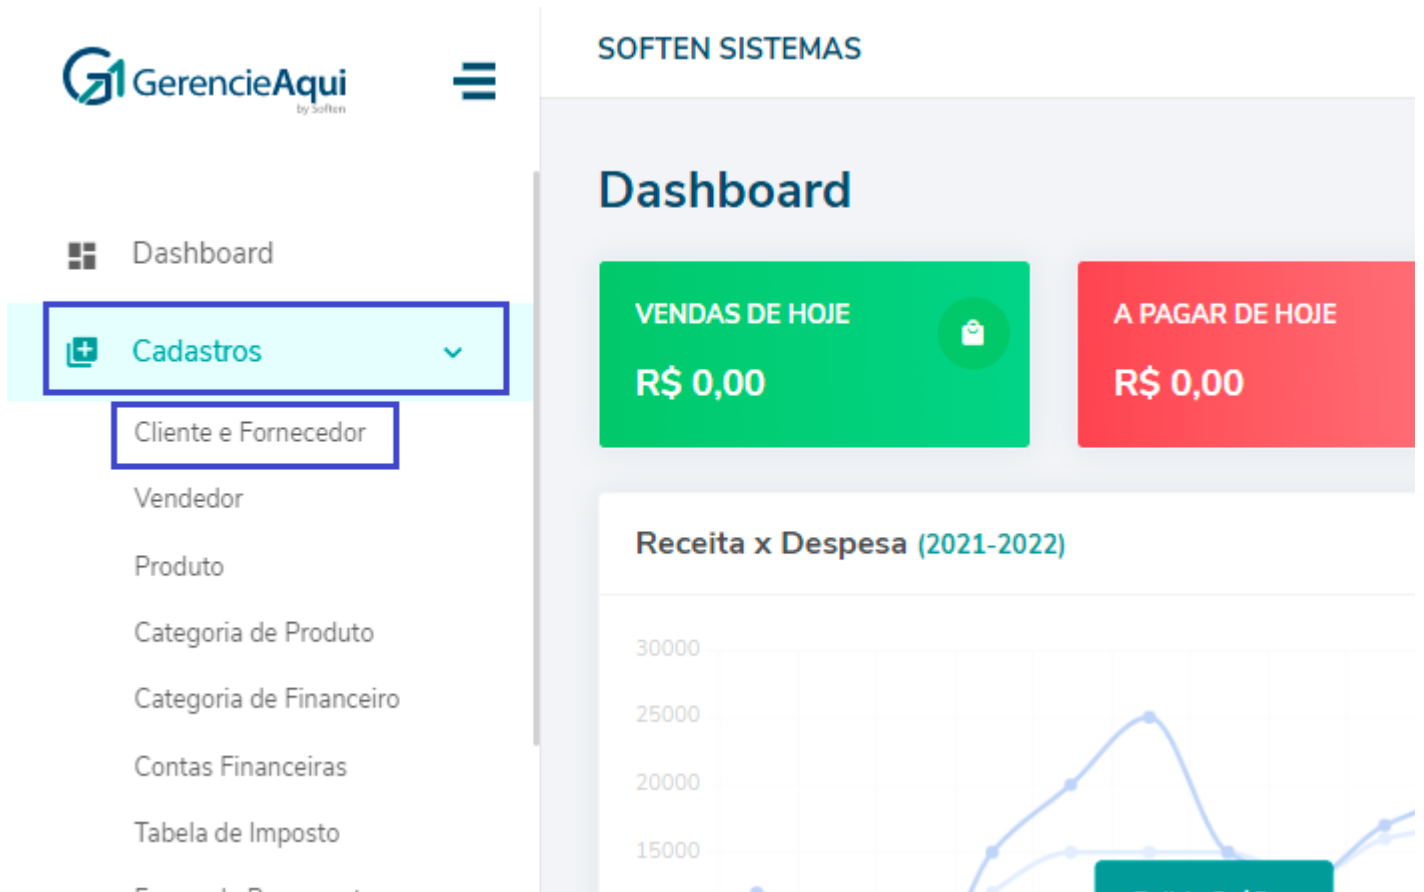 GerencieAqui
by Soften
Dashboard
Cadastros
Cliente e Fornecedor
Vendedor
Produto
Categoria de Produto
Categoria de Financeiro
Contas Financeiras
Tabela de Imposto
SOFTEN SISTEMAS
Dashboard
VENDAS DE HOJE
R$ 0,00
A PAGAR DE HOJE
R$ 0,00
Receita x Despesa (2021-2022)
30000
25000
20000
15000